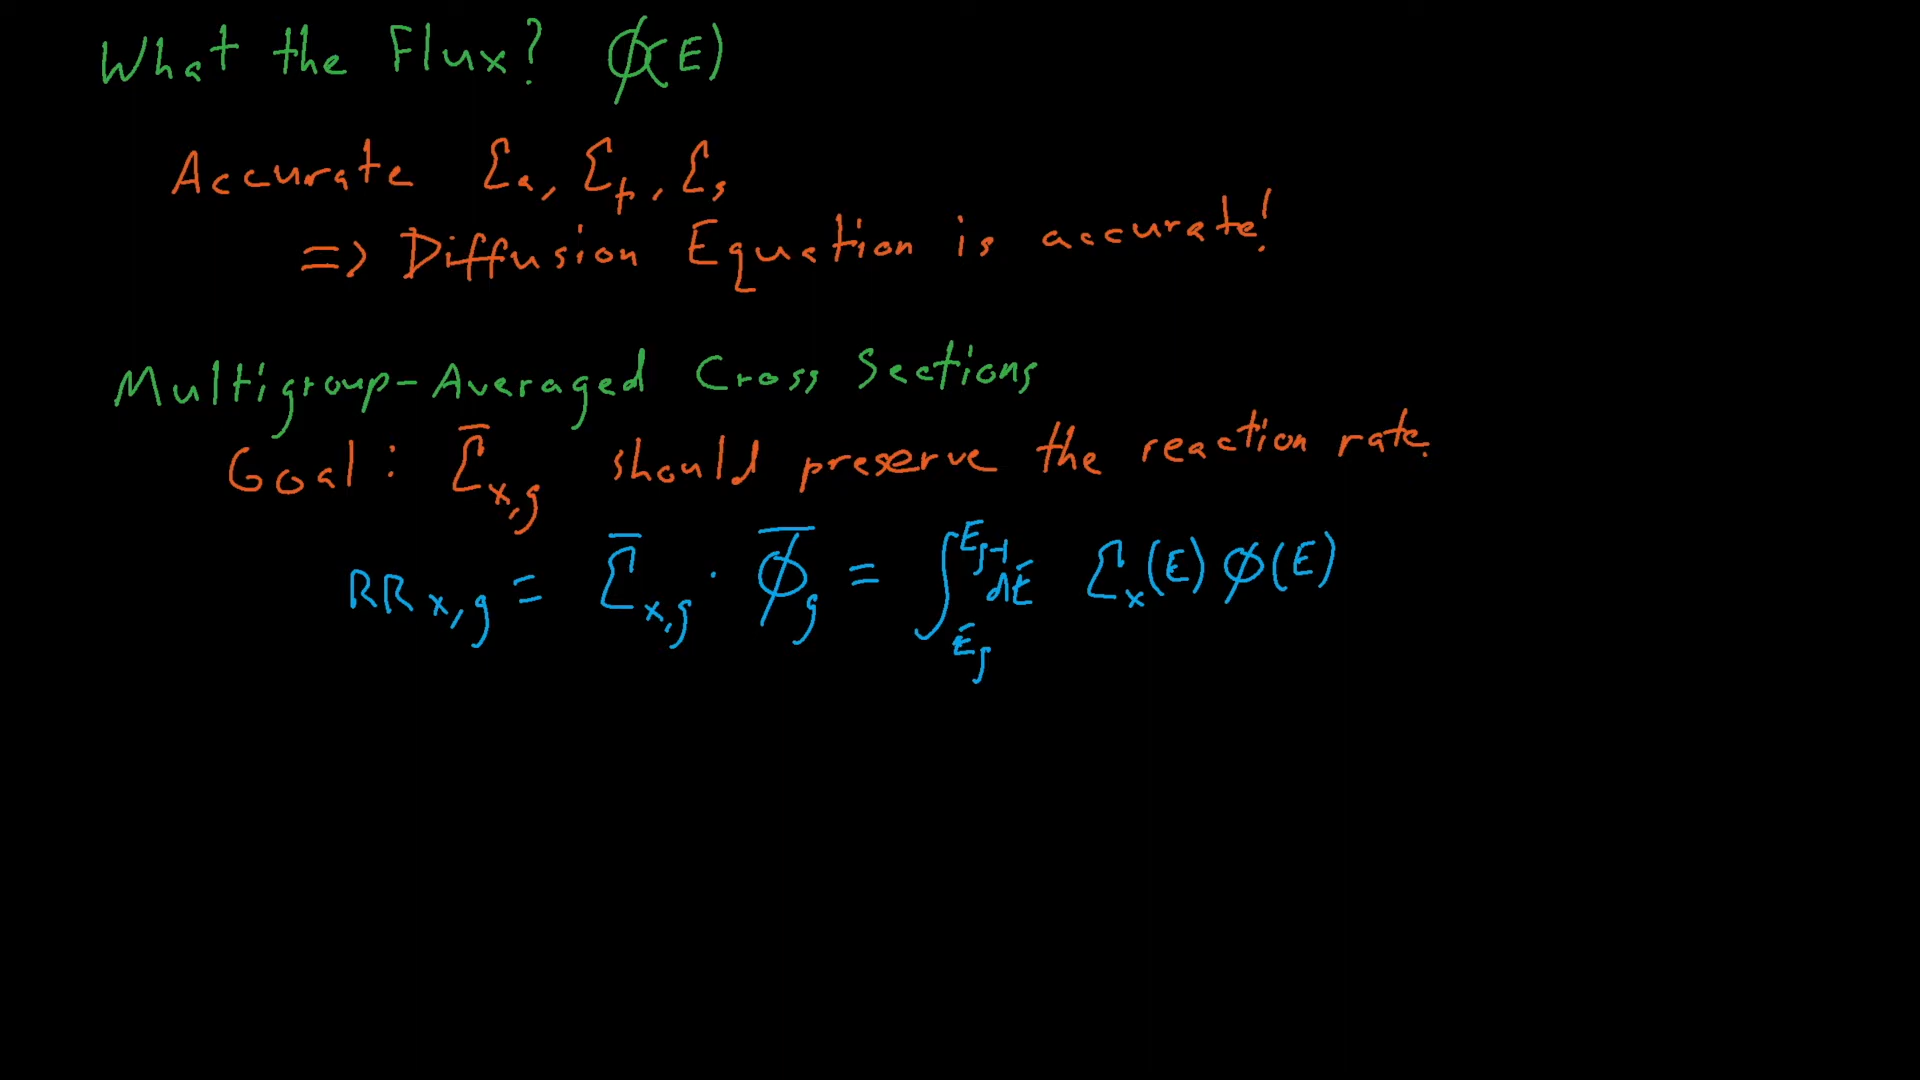 What the Flux? ϕ(E)
Accurate Σa, Σf, Σs
=> Diffusion Equation is accurate!
Multigroup-Averaged Cross Sections
Goal: Σ̄x,g should preserve the reaction rate.
RRx,g = Σ̄x,g · ϕ̄g = ∫_{Eg}^{Eg-1} dE Σx(E) ϕ(E)